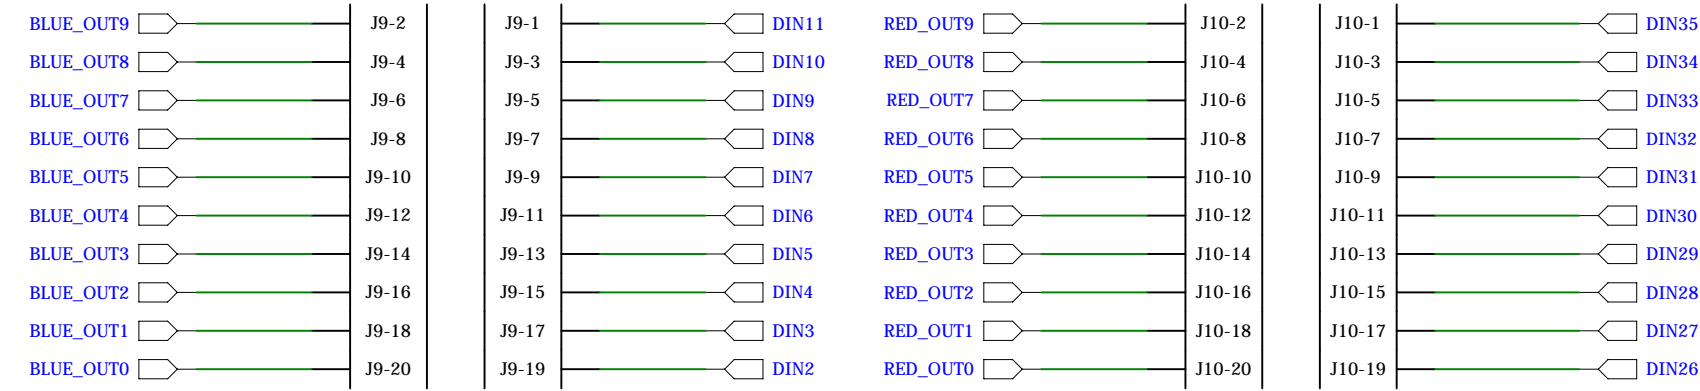 BLUE_OUT9 J9-2 J9-1 DIN11 RED_OUT9 J10-2 J10-1 DIN35
BLUE_OUT8 J9-4 J9-3 DIN10 RED_OUT8 J10-4 J10-3 DIN34
BLUE_OUT7 J9-6 J9-5 DIN9 RED_OUT7 J10-6 J10-5 DIN33
BLUE_OUT6 J9-8 J9-7 DIN8 RED_OUT6 J10-8 J10-7 DIN32
BLUE_OUT5 J9-10 J9-9 DIN7 RED_OUT5 J10-10 J10-9 DIN31
BLUE_OUT4 J9-12 J9-11 DIN6 RED_OUT4 J10-12 J10-11 DIN30
BLUE_OUT3 J9-14 J9-13 DIN5 RED_OUT3 J10-14 J10-13 DIN29
BLUE_OUT2 J9-16 J9-15 DIN4 RED_OUT2 J10-16 J10-15 DIN28
BLUE_OUT1 J9-18 J9-17 DIN3 RED_OUT1 J10-18 J10-17 DIN27
BLUE_OUT0 J9-20 J9-19 DIN2 RED_OUT0 J10-20 J10-19 DIN26